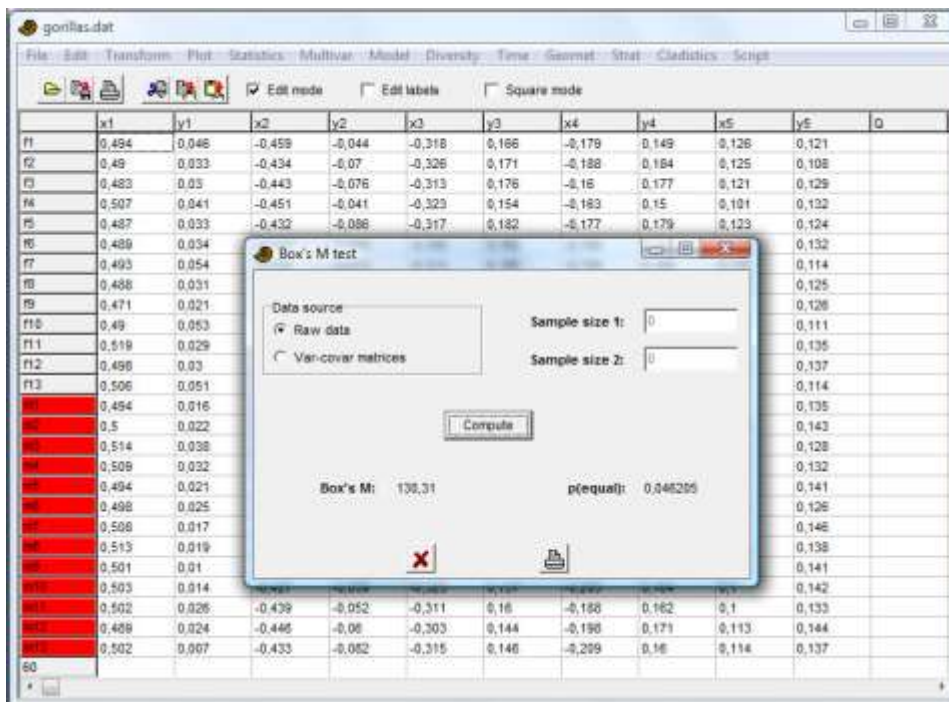 gorillas.dat
File Edit Transform Plot Statistics Multivar Model Diversity Time Geomet Strat Cladistics Script
Edit mode Edit labels Square mode
x1 y1 x2 y2 x3 y3 x4 y4 x5 y5 Q
f1 0,494 0,046 -0,459 -0,044 -0,318 0,166 -0,179 0,149 0,126 0,121
f2 0,49 0,033 -0,434 -0,07 -0,326 0,171 -0,188 0,184 0,125 0,108
f3 0,483 0,03 -0,443 -0,076 -0,313 0,176 -0,16 0,177 0,121 0,129
f4 0,507 0,041 -0,451 -0,041 -0,323 0,154 -0,163 0,15 0,101 0,132
f5 0,487 0,033 -0,432 -0,086 -0,317 0,182 -0,177 0,179 0,123 0,124
f6 0,489 0,034 0,132
f7 0,493 0,054 0,114
f8 0,488 0,031 0,125
f9 0,471 0,021 0,126
f10 0,49 0,053 0,111
f11 0,519 0,029 0,135
f12 0,498 0,03 0,137
f13 0,506 0,051 0,114
0,494 0,016 0,135
0,5 0,022 0,143
0,514 0,038 0,128
0,509 0,032 0,132
0,494 0,021 0,141
0,498 0,025 0,126
0,508 0,017 0,146
0,513 0,019 0,138
0,501 0,01 0,141
0,503 0,014 0,142
0,502 0,026 -0,439 -0,052 -0,311 0,16 -0,188 0,162 0,1 0,133
0,489 0,024 -0,446 -0,06 -0,303 0,144 -0,198 0,171 0,113 0,144
0,502 0,007 -0,433 -0,062 -0,315 0,146 -0,209 0,16 0,114 0,137
60
Box's M test
Data source
Raw data
Var-covar matrices
Sample size 1: 0
Sample size 2: 0
Compute
Box's M: 130,31 p(equal): 0,046205